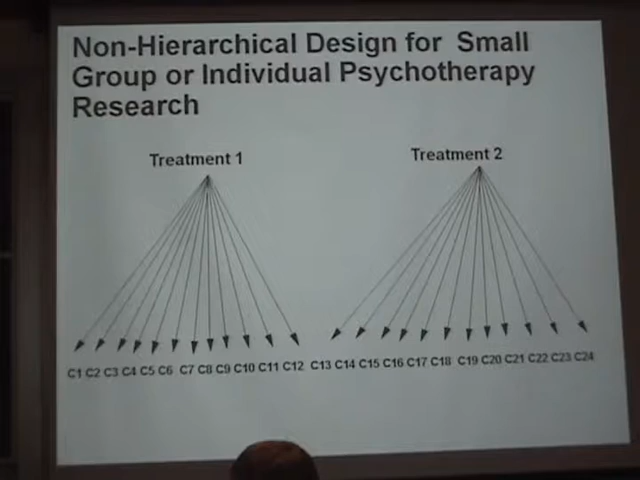 Non-Hierarchical Design for Small
Group or Individual Psychotherapy
Research
Treatment 1
Treatment 2
C1 C2 C3 C4 C5 C6 C7 C8 C9 C10 C11 C12 C13 C14 C15 C16 C17 C18 C19 C20 C21 C22 C23 C24